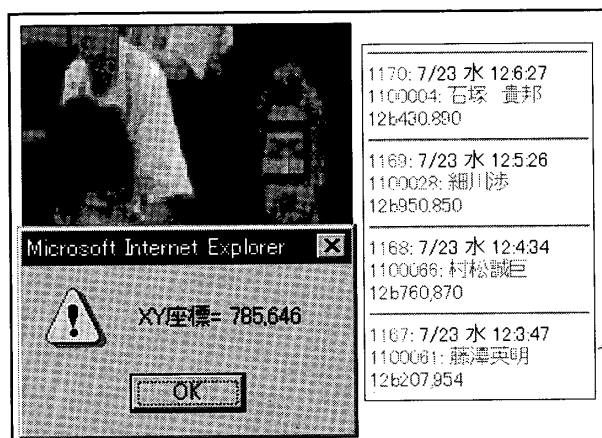 Microsoft Internet Explorer
XY座標= 785,646
OK
1170: 7/23 水 12:6:27
1100004: 石塚 貴邦
12b430,890
1169: 7/23 水 12:5:26
1100028: 細川渉
12b950,850
1168: 7/23 水 12:4:34
1100066: 村松誠巨
12b760,870
1167: 7/23 水 12:3:47
1100061: 藤澤英明
12b207,954